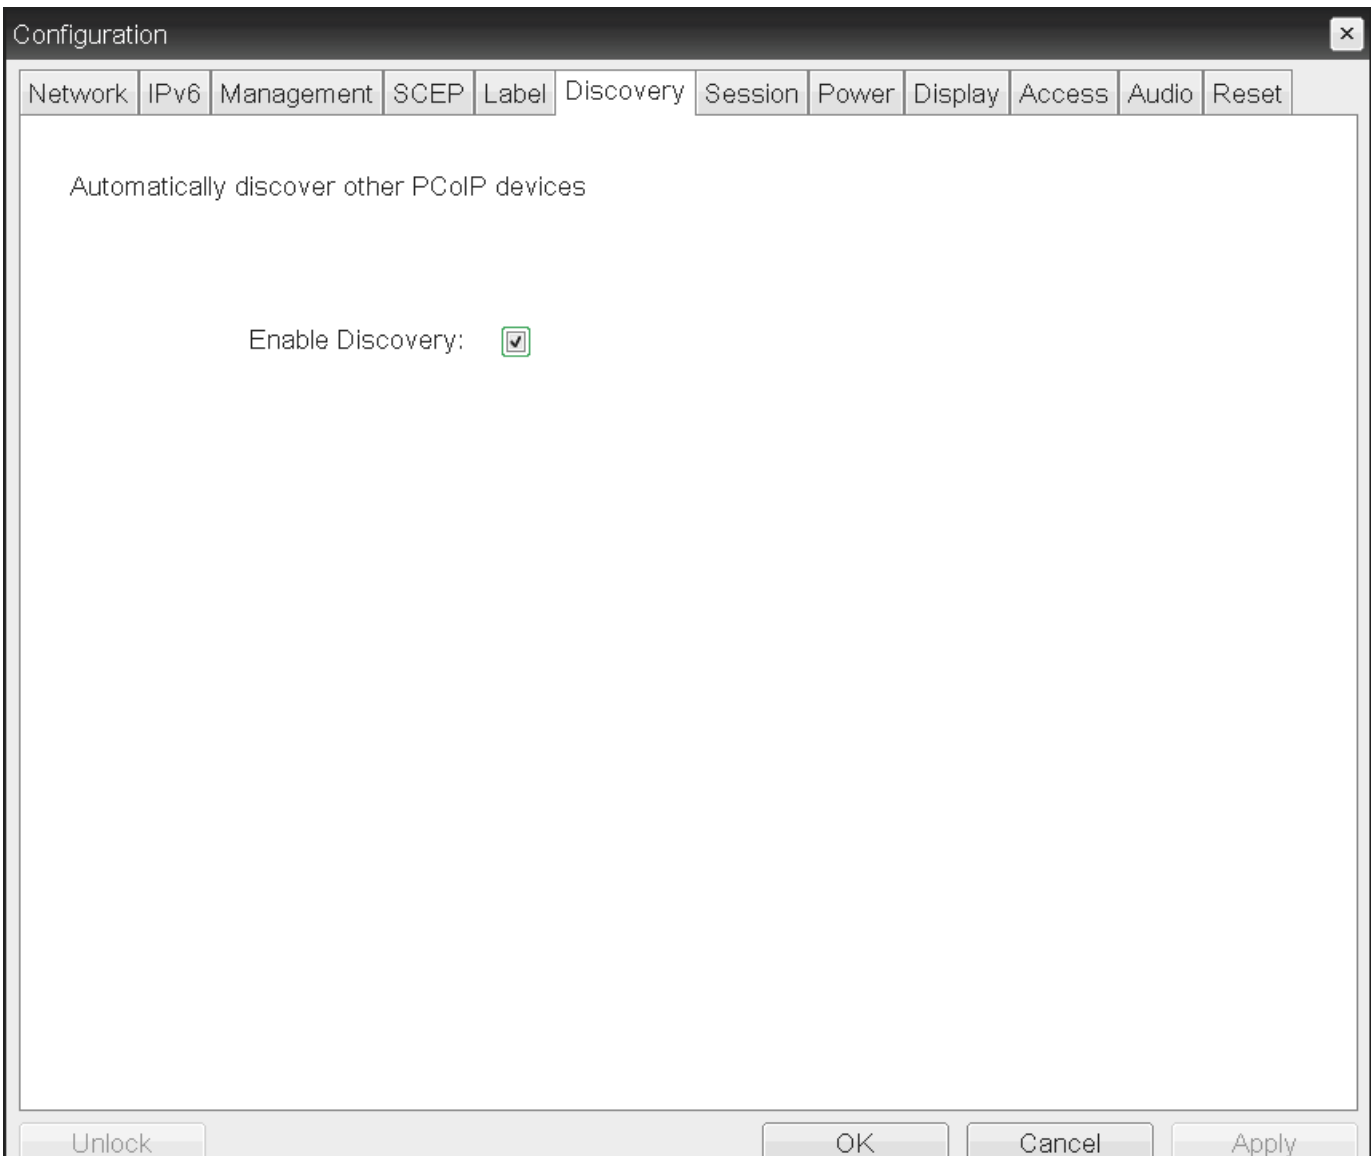 Configuration
Network IPv6 Management SCEP Label Discovery Session Power Display Access Audio Reset
Automatically discover other PCoIP devices
Enable Discovery:
Unlock OK Cancel Apply